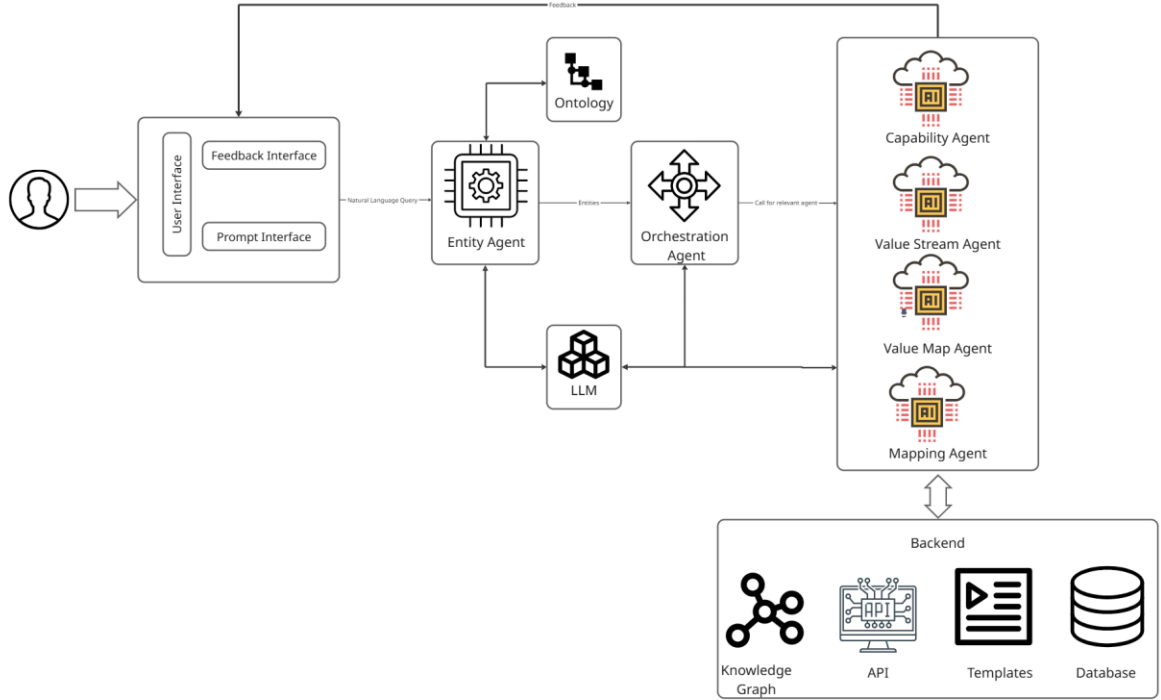 Feedback
Ontology
User Interface
Feedback Interface
Prompt Interface
Natural Language Query
Entity Agent
Entities
Orchestration
Agent
Call for relevant agent
LLM
AI
Capability Agent
AI
Value Stream Agent
AI
Value Map Agent
AI
Mapping Agent
Backend
Knowledge
Graph
API
API
Templates
Database